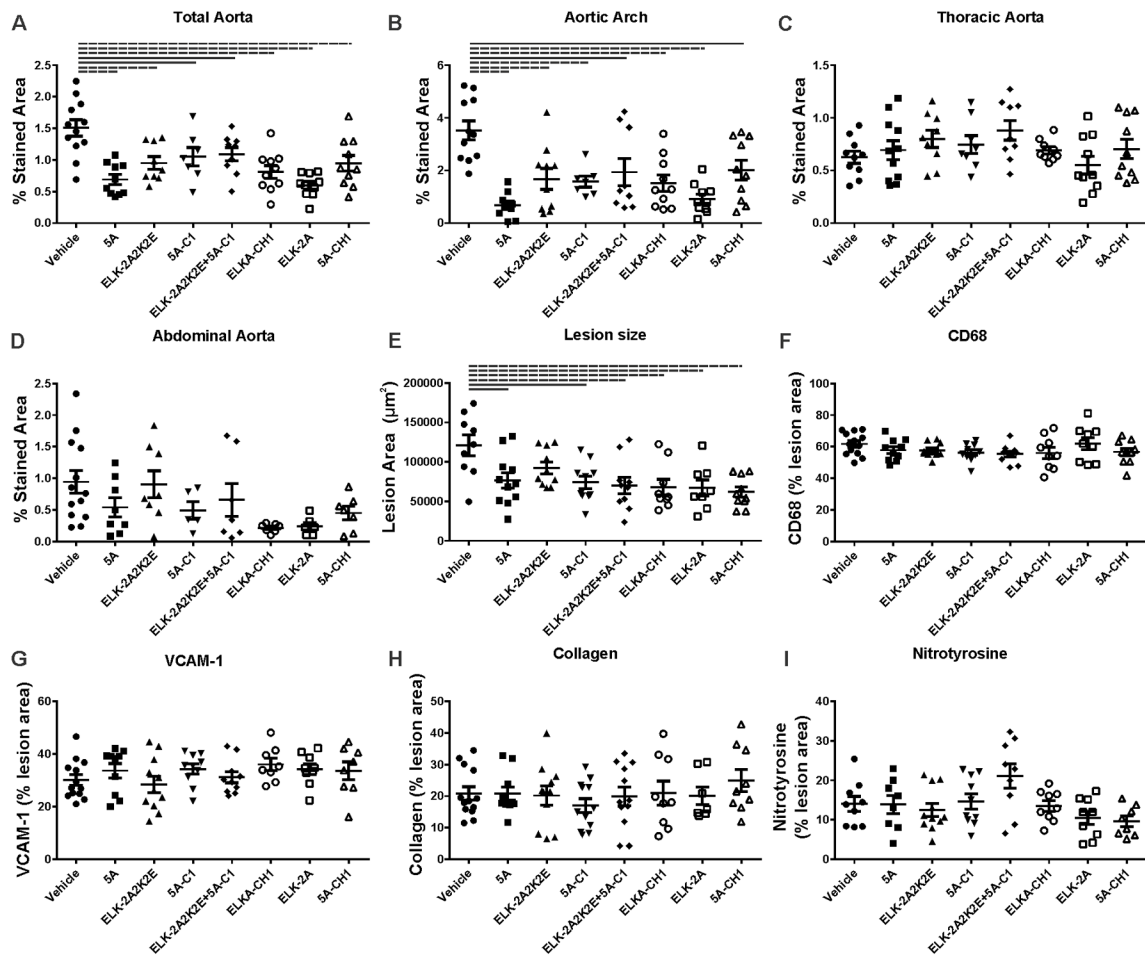 A Total Aorta
% Stained Area
2.5
2.0
1.5
1.0
0.5
0.0
Vehicle
5A
ELK-2A2K2E
5A-C1
ELK-2A2K2E+5A-C1
ELKA-CH1
ELK-2A
5A-CH1
B Aortic Arch
% Stained Area
6
4
2
0
Vehicle
5A
ELK-2A2K2E
5A-C1
ELK-2A2K2E+5A-C1
ELKA-CH1
ELK-2A
5A-CH1
C Thoracic Aorta
% Stained Area
1.5
1.0
0.5
0.0
Vehicle
5A
ELK-2A2K2E
5A-C1
ELK-2A2K2E+5A-C1
ELKA-CH1
ELK-2A
5A-CH1
D Abdominal Aorta
% Stained Area
2.5
2.0
1.5
1.0
0.5
0.0
Vehicle
5A
ELK-2A2K2E
5A-C1
ELK-2A2K2E+5A-C1
ELKA-CH1
ELK-2A
5A-CH1
E Lesion size
Lesion Area (µm²)
200000
150000
100000
50000
0
Vehicle
5A
ELK-2A2K2E
5A-C1
ELK-2A2K2E+5A-C1
ELKA-CH1
ELK-2A
5A-CH1
F CD68
CD68 (% lesion area)
100
80
60
40
20
0
Vehicle
5A
ELK-2A2K2E
5A-C1
ELK-2A2K2E+5A-C1
ELKA-CH1
ELK-2A
5A-CH1
G VCAM-1
VCAM-1 (% lesion area)
60
40
20
0
Vehicle
5A
ELK-2A2K2E
5A-C1
ELK-2A2K2E+5A-C1
ELKA-CH1
ELK-2A
5A-CH1
H Collagen
Collagen (% lesion area)
50
40
30
20
10
0
Vehicle
5A
ELK-2A2K2E
5A-C1
ELK-2A2K2E+5A-C1
ELKA-CH1
ELK-2A
5A-CH1
I Nitrotyrosine
Nitrotyrosine
(% lesion area)
40
30
20
10
0
Vehicle
5A
ELK-2A2K2E
5A-C1
ELK-2A2K2E+5A-C1
ELKA-CH1
ELK-2A
5A-CH1